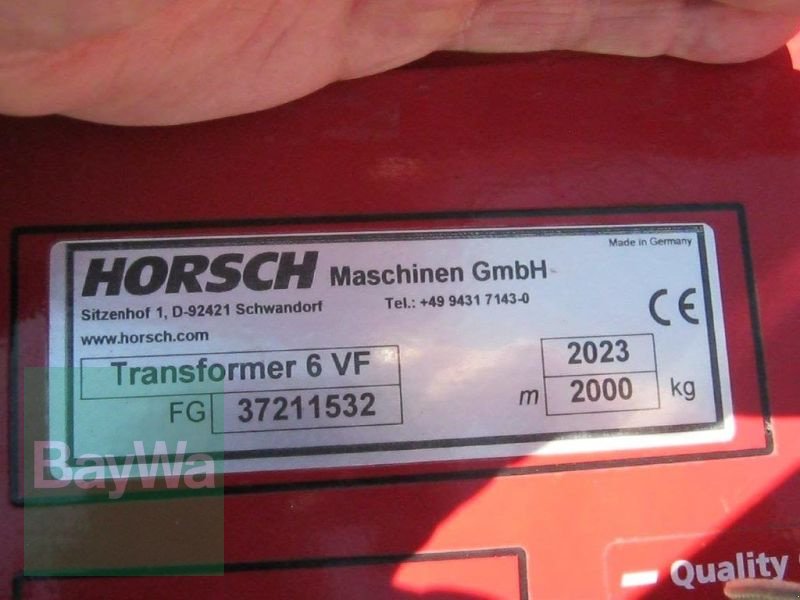 Made in Germany
HORSCH Maschinen GmbH
Sitzenhof 1, D-92421 Schwandorf Tel.: +49 9431 7143-0
www.horsch.com
CE
Transformer 6 VF 2023
FG 37211532 m 2000 kg
BayWa
Quality